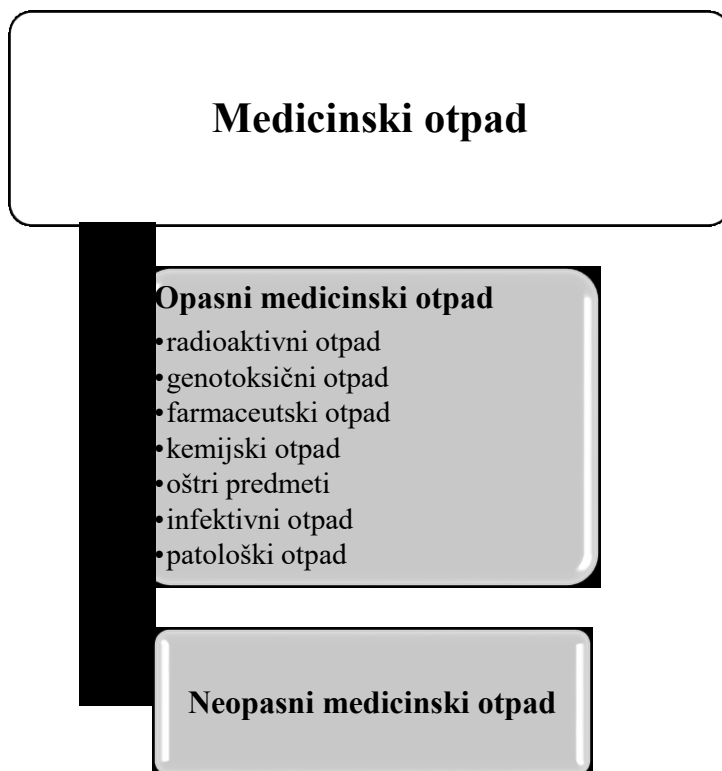 Medicinski otpad
Opasni medicinski otpad
•radioaktivni otpad
•genotoksični otpad
•farmaceutski otpad
•kemijski otpad
•oštri predmeti
•infektivni otpad
•patološki otpad
Neopasni medicinski otpad